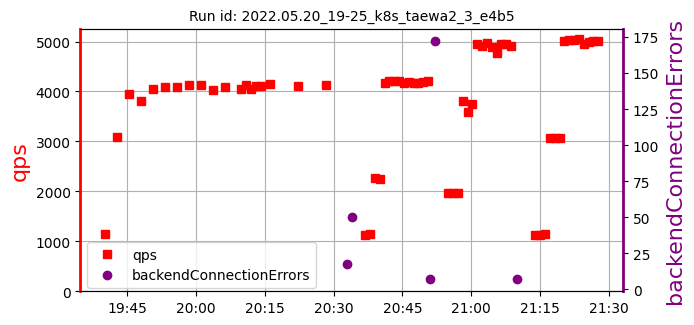 Run id: 2022.05.20_19-25_k8s_taewa2_3_e4b5
qps
5000
4000
3000
2000
1000
0
175
150
125
100
75
50
25
0
backendConnectionErrors
qps
backendConnectionErrors
19:45 20:00 20:15 20:30 20:45 21:00 21:15 21:30